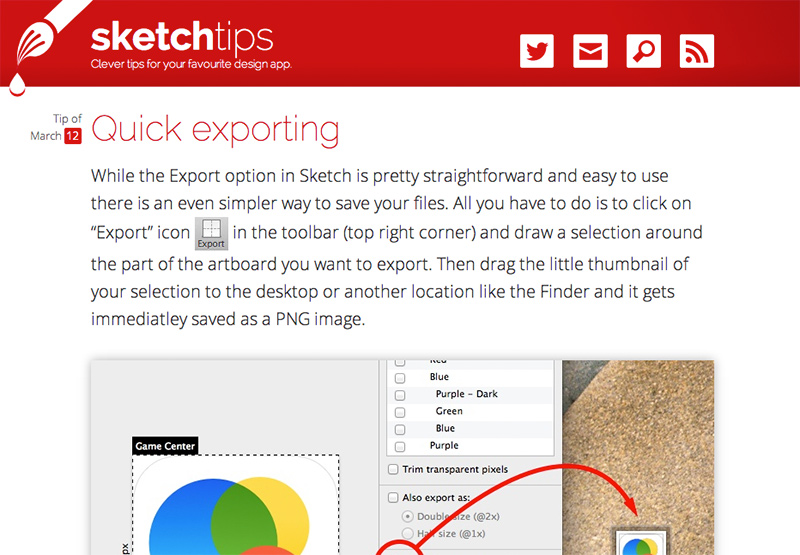 sketchtips
Clever tips for your favourite design app.
Tip of
March 12
Quick exporting
While the Export option in Sketch is pretty straightforward and easy to use
there is an even simpler way to save your files. All you have to do is to click on
“Export” icon Export in the toolbar (top right corner) and draw a selection around
the part of the artboard you want to export. Then drag the little thumbnail of
your selection to the desktop or another location like the Finder and it gets
immediatley saved as a PNG image.
Red
Blue
Purple - Dark
Green
Blue
Purple
Game Center
Trim transparent pixels
Also export as:
Double size (@2x)
Half size (@1x)
px